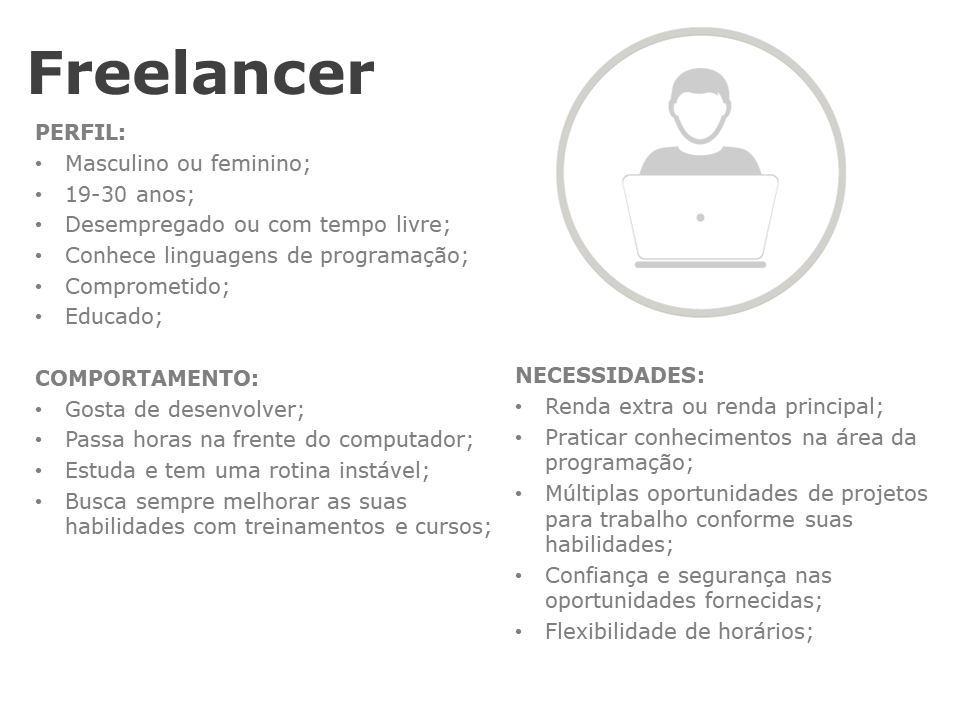 Freelancer
PERFIL:
• Masculino ou feminino;
• 19-30 anos;
• Desempregado ou com tempo livre;
• Conhece linguagens de programação;
• Comprometido;
• Educado;
COMPORTAMENTO:
• Gosta de desenvolver;
• Passa horas na frente do computador;
• Estuda e tem uma rotina instável;
• Busca sempre melhorar as suas
habilidades com treinamentos e cursos;
NECESSIDADES:
• Renda extra ou renda principal;
• Praticar conhecimentos na área da
programação;
• Múltiplas oportunidades de projetos
para trabalho conforme suas
habilidades;
• Confiança e segurança nas
oportunidades fornecidas;
• Flexibilidade de horários;